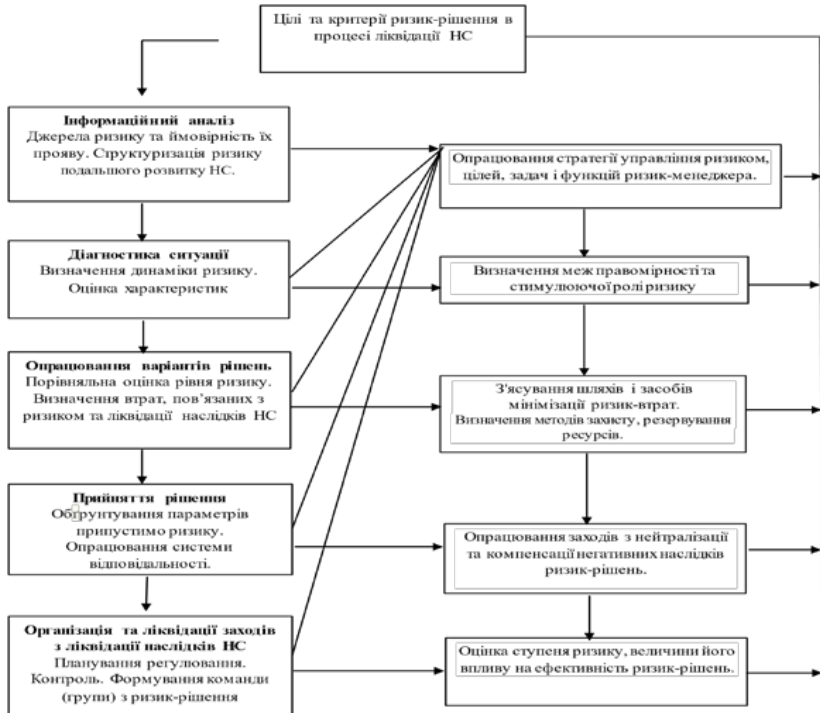 Цілі та критерії ризик-рішення в
процесі ліквідації НС
Інформаційний аналіз
Джерела ризику та ймовірність їх
прояву. Структуризація ризику
подальшого розвитку НС.
Діагностика ситуації
Визначення динаміки ризику.
Оцінка характеристик
Опрацювання варіантів рішень
Порівняльна оцінка рівня ризику.
Визначення втрат, пов’язаних з
ризиком та ліквідації наслідків НС
Прийняття рішення
Обґрунтування параметрів
припустимо ризику.
Опрацювання системи
відповідальності.
Організація та ліквідації заходів
з ліквідації наслідків НС
Планування регулювання.
Контроль. Формування команди
(групи) з ризик-рішення
Опрацювання стратегії управління ризиком,
цілей, задач і функцій ризик-менеджера.
Визначення меж правомірності та
стимулюючої ролі ризику
З'ясування шляхів і засобів
мінімізації ризик-втрат.
Визначення методів захисту, резервування
ресурсів.
Опрацювання заходів з нейтралізації
та компенсації негативних наслідків
ризик-рішень.
Оцінка ступеня ризику, величини його
впливу на ефективність ризик-рішень.